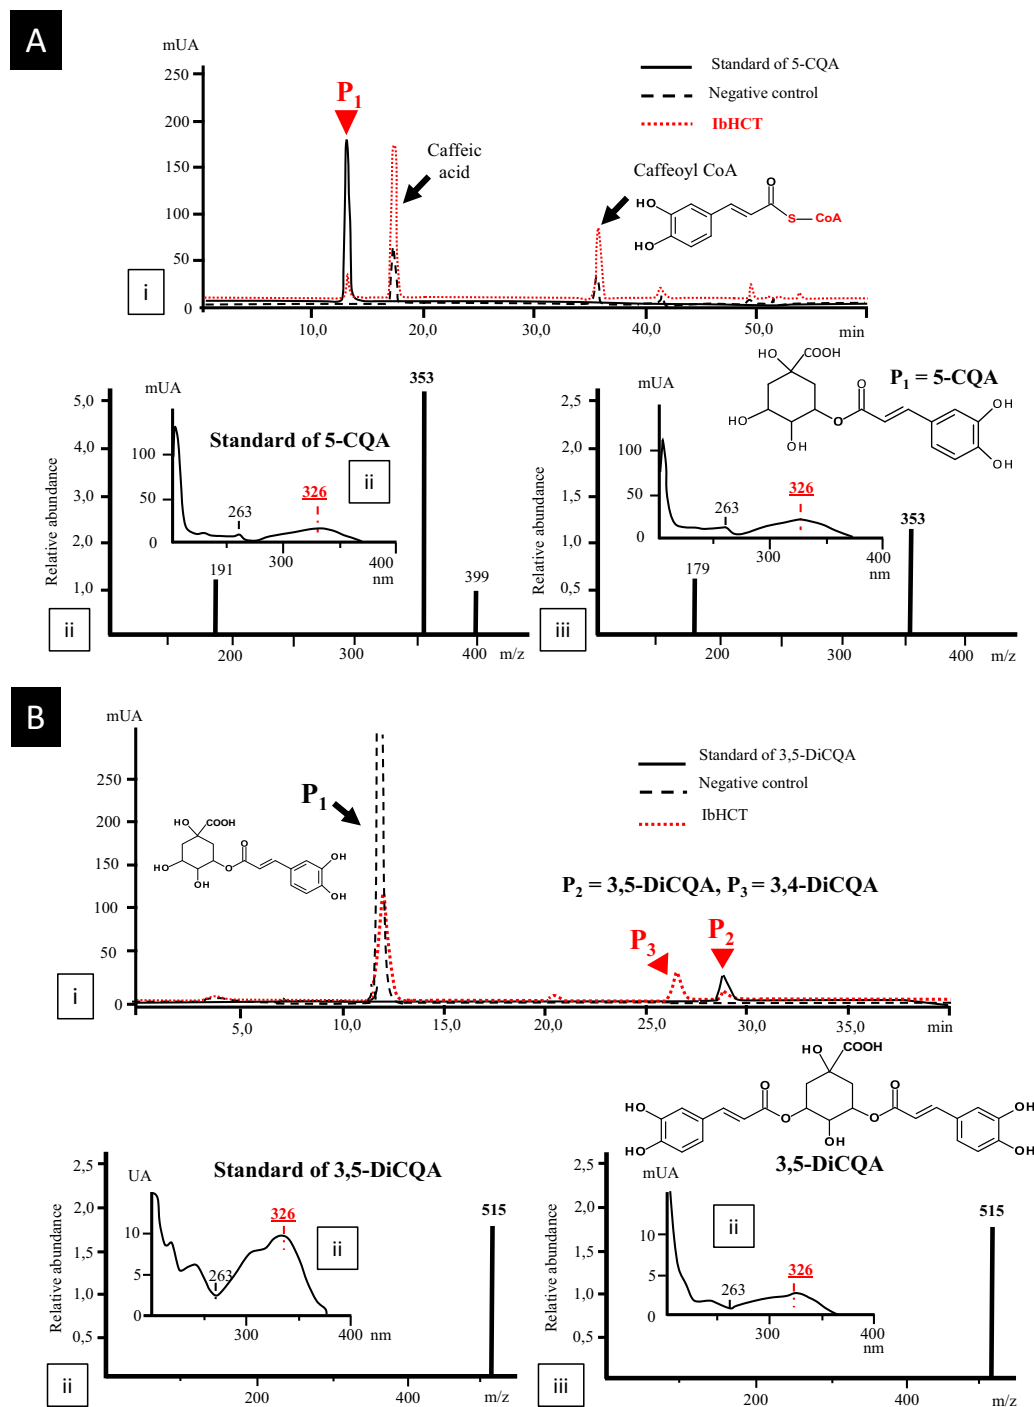 A
mUA
250
200
150
100
50
0
P1
Caffeic
acid
Caffeoyl CoA
Standard of 5-CQA
Negative control
IbHCT
HO
HO
O
S
CoA
i
10,0
20,0
30,0
40,0
50,0
min
5,0
4,0
3,0
2,0
1,0
Relative abundance
mUA
100
50
0
Standard of 5-CQA
ii
263
326
300
400
nm
191
353
399
ii
200
300
400
m/z
2,5
2,0
1,5
1,0
0,5
Relative abundance
mUA
100
50
0
263
326
300
400
nm
HO
COOH
HO
OH
O
O
OH
OH
P1 = 5-CQA
179
353
iii
200
300
400
m/z
B
mUA
250
200
150
100
50
0
P1
HO
COOH
HO
OH
O
O
OH
OH
Standard of 3,5-DiCQA
Negative control
IbHCT
P2 = 3,5-DiCQA, P3 = 3,4-DiCQA
P3
P2
i
5,0
10,0
15,0
20,0
25,0
30,0
35,0
min
HO
COOH
HO
HO
O
O
OH
O
O
OH
OH
2,5
2,0
1,5
1,0
0,5
Relative abundance
UA
10
5
0
Standard of 3,5-DiCQA
326
ii
263
300
400
nm
515
ii
200
400
m/z
3,5-DiCQA
2,5
2,0
1,5
1,0
0,5
Relative abundance
mUA
10
5
0
ii
263
326
300
400
nm
515
iii
200
400
m/z